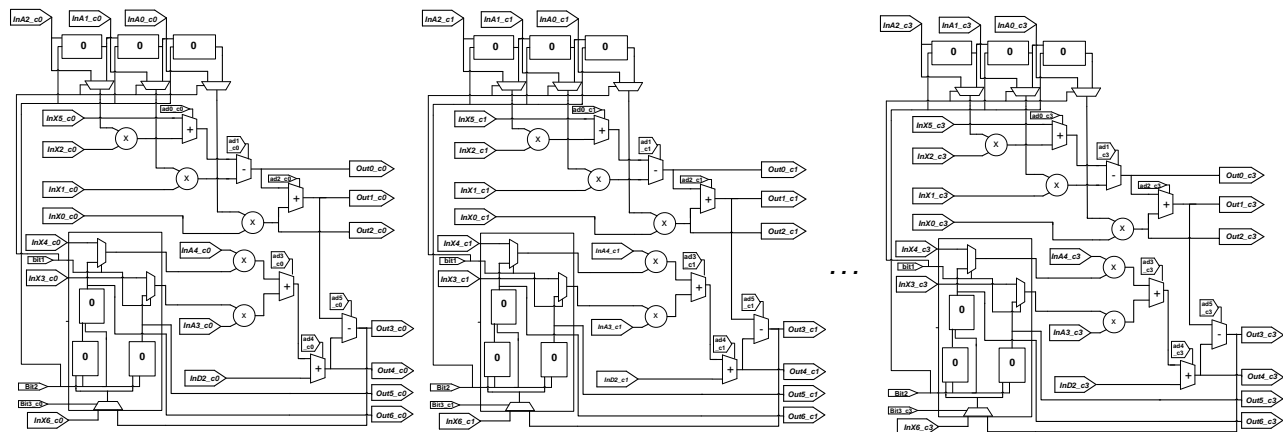 InA2_c0 InA1_c0 InA0_c0
0 0 0
ad0_c0
InX5_c0
+
x
InX2_c0
ad1_c0
-
x
InX1_c0
ad2_c0
+
Out0_c0
Out1_c0
InX0_c0
x
Out2_c0
InX4_c0
InA4_c0
x
bit1
ad3_c0
InX3_c0
+
0
x
InA3_c0
ad5_c0
-
Out3_c0
0 0
ad4_c0
+
Out4_c0
InD2_c0
Bit2
Out5_c0
Bit3_c0
Out6_c0
InX6_c0
InA2_c1 InA1_c1 InA0_c1
0 0 0
ad0_c1
InX5_c1
+
x
InX2_c1
ad1_c1
-
x
InX1_c1
ad2_c1
+
Out0_c1
Out1_c1
InX0_c1
x
Out2_c1
InX4_c1
InA4_c1
x
bit1
ad3_c1
InX3_c1
+
0
x
InA3_c1
ad5_c1
-
Out3_c1
0 0
ad4_c1
+
Out4_c1
InD2_c1
Bit2
Out5_c1
Bit3_c1
Out6_c1
InX6_c1
...
InA2_c3 InA1_c3 InA0_c3
0 0 0
ad0_c3
InX5_c3
+
x
InX2_c3
ad1_c3
-
x
InX1_c3
ad2_c3
+
Out0_c3
Out1_c3
InX0_c3
x
Out2_c3
InX4_c3
InA4_c3
x
bit1
ad3_c3
InX3_c3
+
0
x
InA3_c3
ad5_c3
-
Out3_c3
0 0
ad4_c3
+
Out4_c3
InD2_c3
Bit2
Out5_c3
Bit3_c3
Out6_c3
InX6_c3